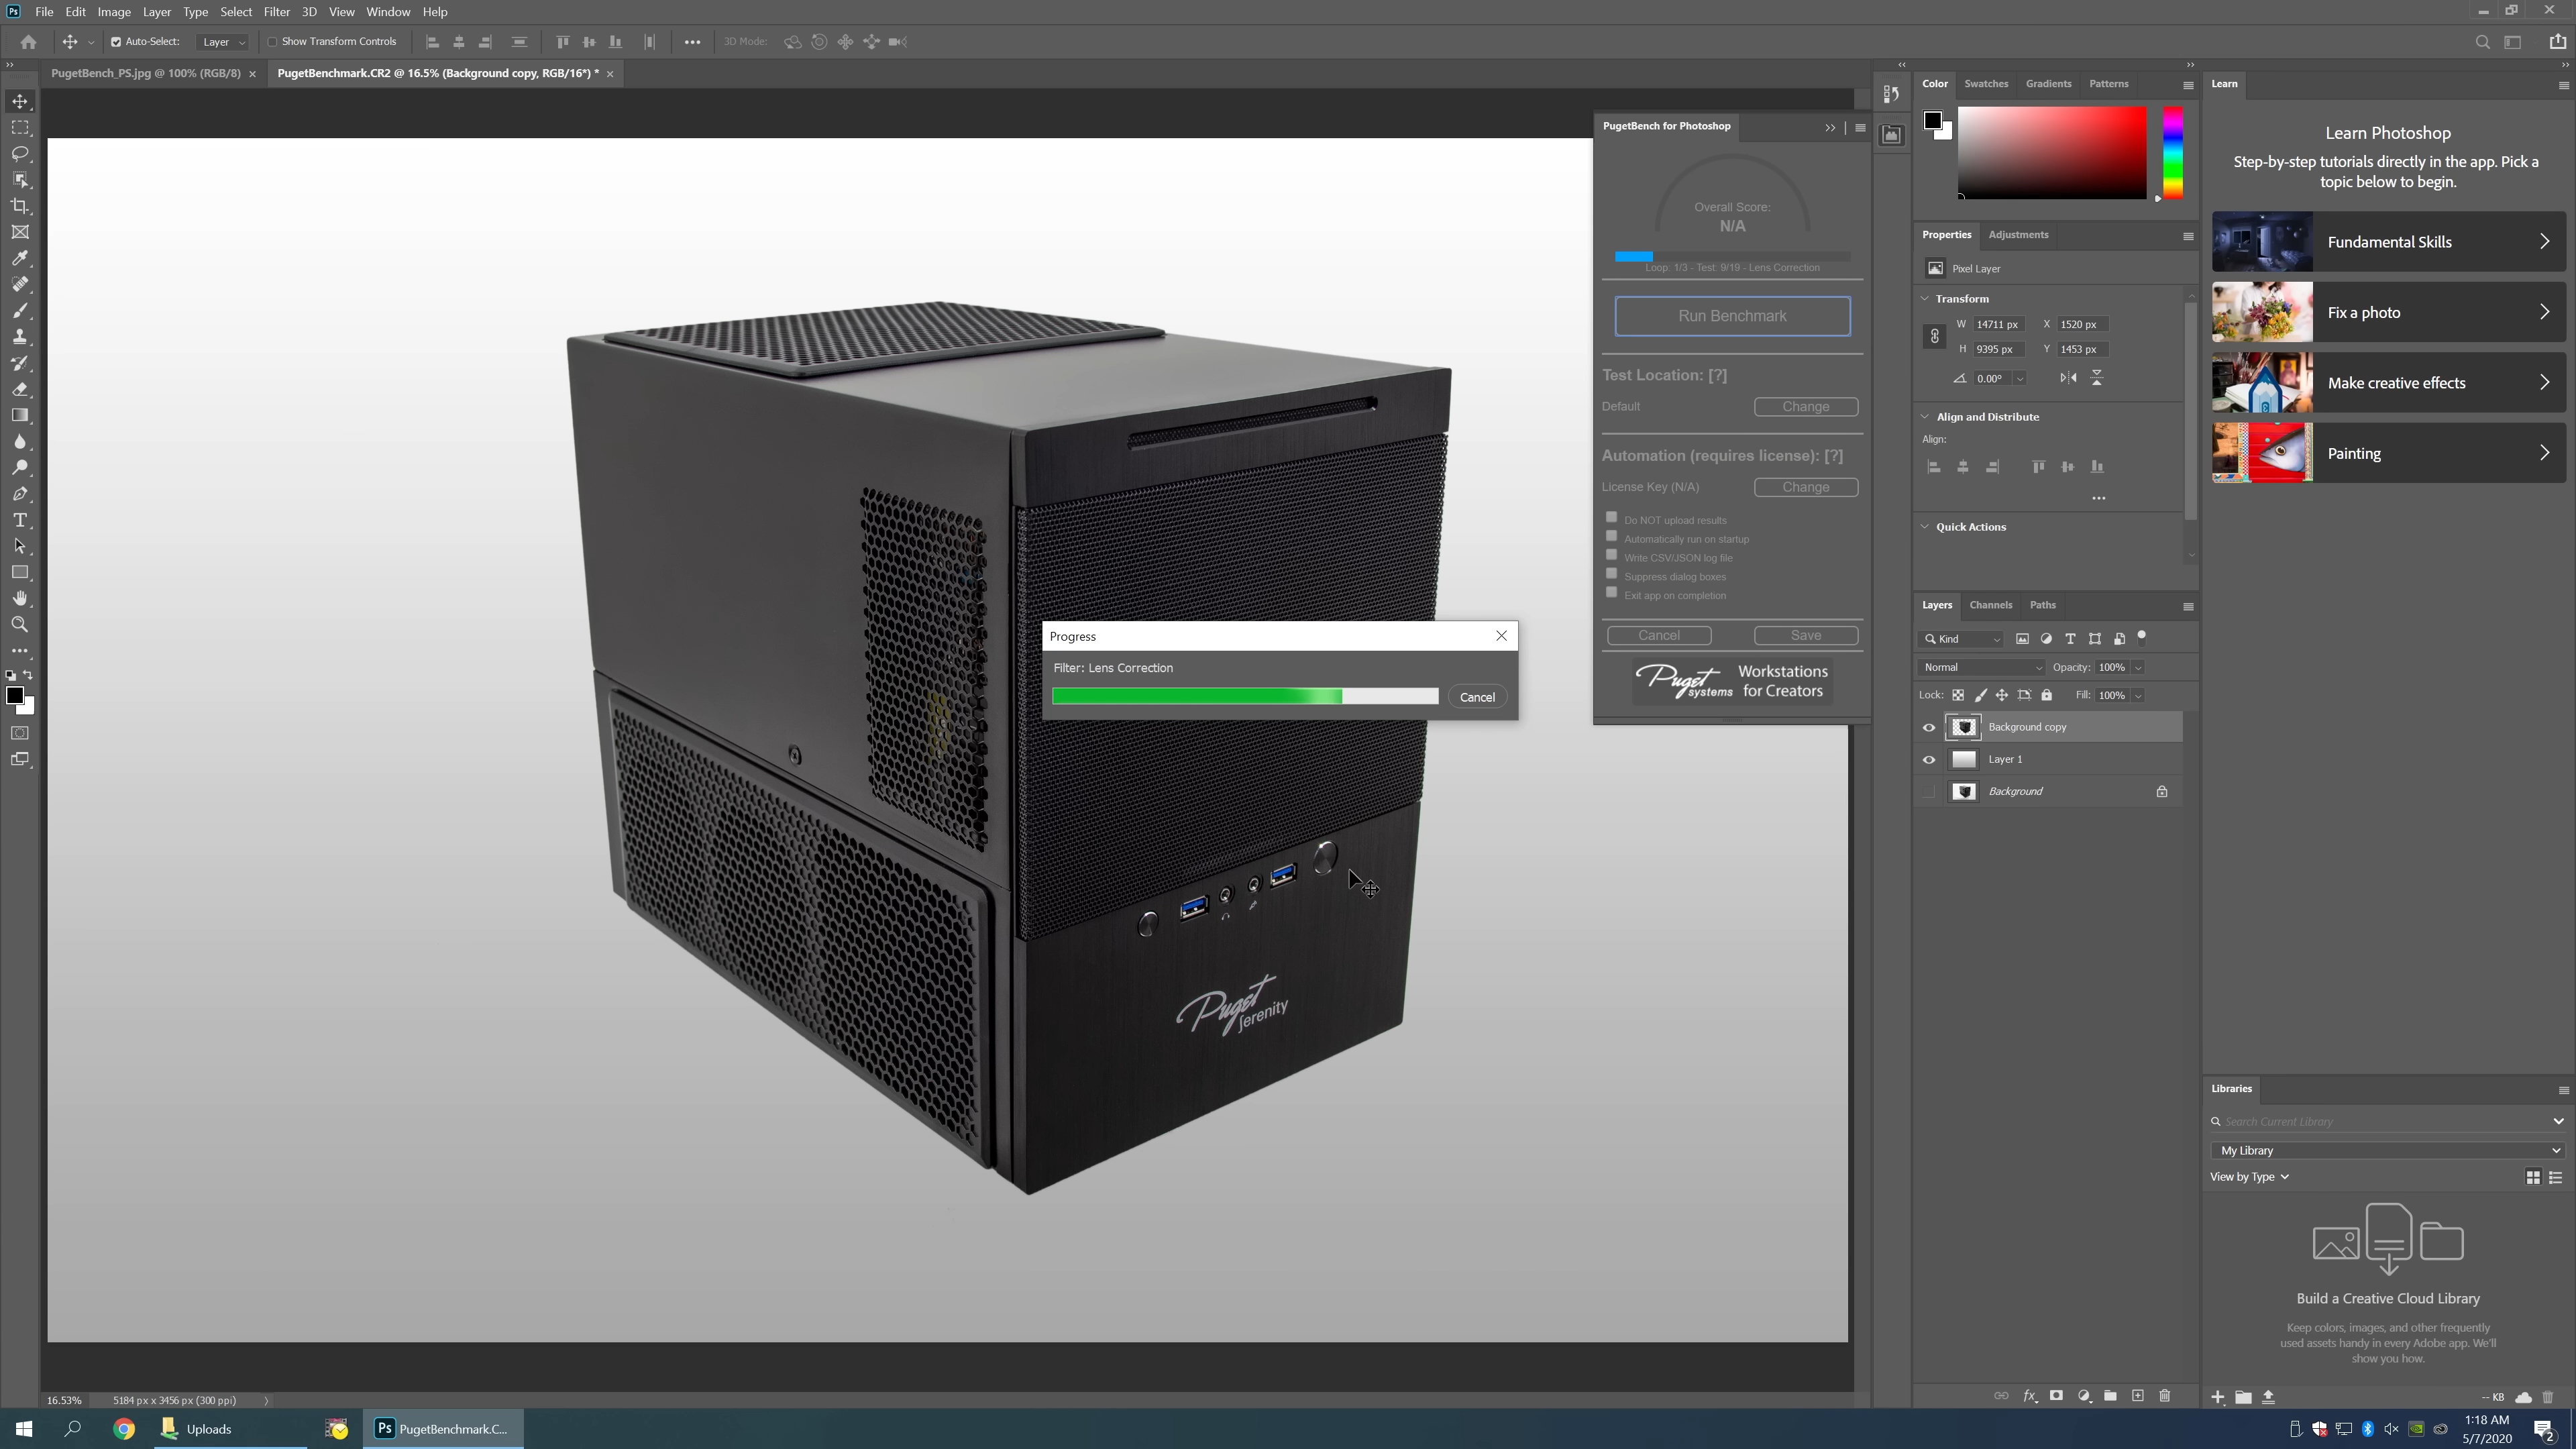 Ps File Edit Image Layer Type Select Filter 3D View Window Help
Auto-Select: Layer Show Transform Controls 3D Mode:
PugetBench_PS.jpg @ 100% (RGB/8) PugetBenchmark.CR2 @ 16.5% (Background copy, RGB/16*) *
PugetBench for Photoshop
Overall Score:
N/A
Loop: 1/3 - Test: 9/19 - Lens Correction
Run Benchmark
Test Location: [?]
Default Change
Automation (requires license): [?]
License Key (N/A) Change
Do NOT upload results
Automatically run on startup
Write CSV/JSON log file
Suppress dialog boxes
Exit app on completion
Cancel Save
Puget Systems
Workstations
for Creators
Progress
Filter: Lens Correction
Cancel
Puget
Serenity
Color Swatches Gradients Patterns
Properties Adjustments
Pixel Layer
Transform
W 14711 px X 1520 px
H 9395 px Y 1453 px
0.00°
Align and Distribute
Align:
Quick Actions
Layers Channels Paths
Kind
Normal Opacity: 100%
Lock: Fill: 100%
Background copy
Layer 1
Background
Learn
Learn Photoshop
Step-by-step tutorials directly in the app. Pick a
topic below to begin.
Fundamental Skills
Fix a photo
Make creative effects
Painting
Libraries
Search Current Library
My Library
View by Type
Build a Creative Cloud Library
Keep colors, images, and other frequently
used assets handy in every Adobe app. We'll
show you how.
-- KB
16.53% 5184 px x 3456 px (300 ppi)
Uploads
Ps PugetBenchmark.C...
1:18 AM
5/7/2020
2